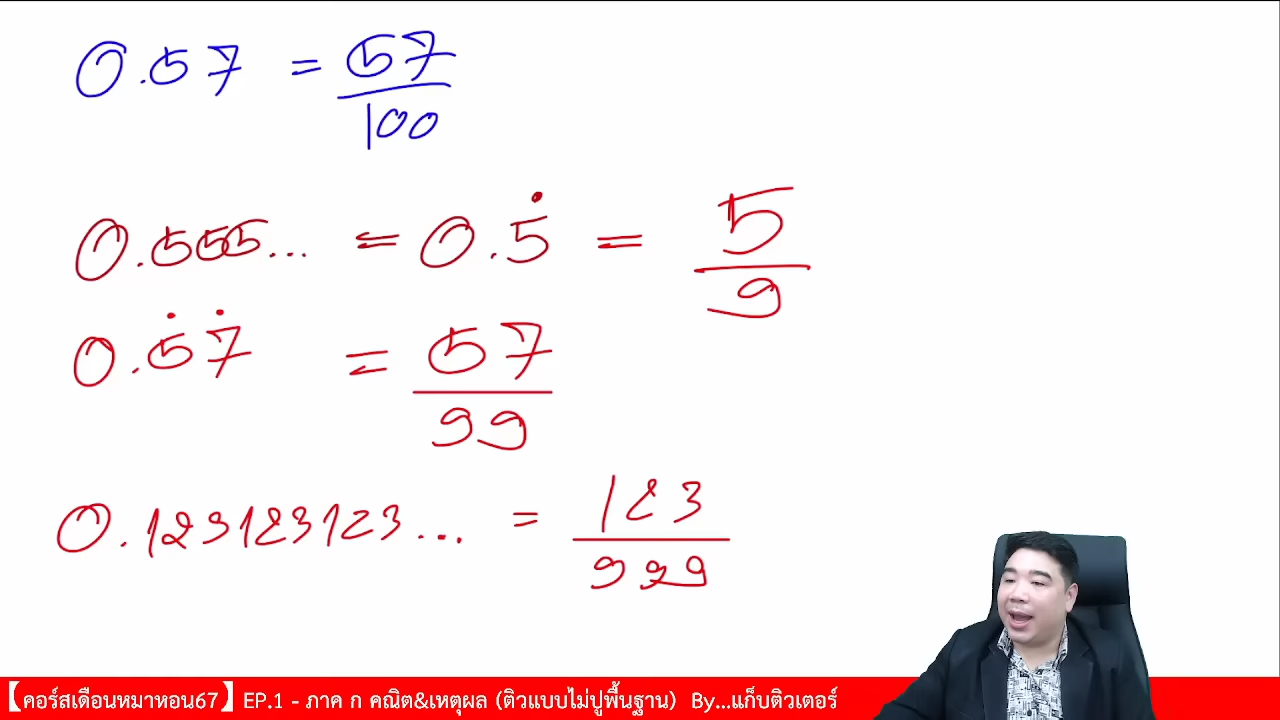 0.57 = 57/100
0.555... = 0.5̇ = 5/9
0.5̇7̇ = 57/99
0.123123123... = 123/999
【คอร์สเดือนหมาหอน67】 EP.1 - ภาค ก คณิต&เหตุผล (ติวแบบไม่ปูพื้นฐาน) By...แก็บติวเตอร์